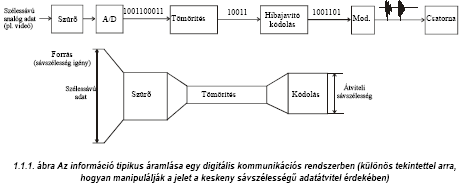 Szélessávú
analóg adat
(pl. videó)
Szűrő
A/D
1001100011
Tömörítés
10011
Hibajavító
kódolás
1001101
Mod.
Csatorna
Forrás
(sávszélesség igény)
Szélessávú
adat
Szűrő
Tömörítés
Kódolás
Átviteli
sávszélesség
1.1.1. ábra Az információ tipikus áramlása egy digitális kommunikációs rendszerben (különös tekintettel arra,
hogyan manipulálják a jelet a keskeny sávszélességű adatátvitel érdekében)